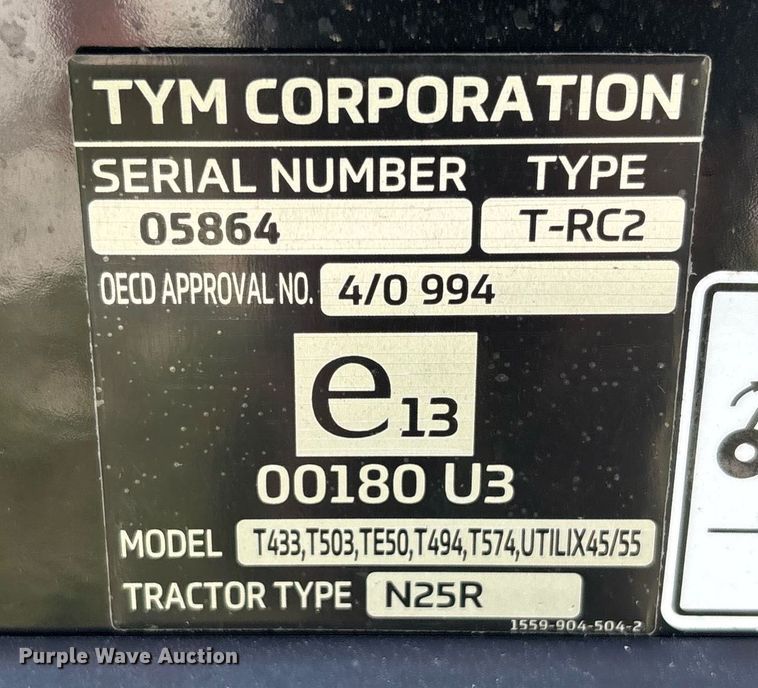 TYM CORPORATION
SERIAL NUMBER TYPE
05864 T-RC2
OECD APPROVAL NO. 4/0 994
e13
00180 U3
MODEL T433,T503,TE50,T494,T574,UTILIX45/55
TRACTOR TYPE N25R
1559-904-504-2
Purple Wave Auction